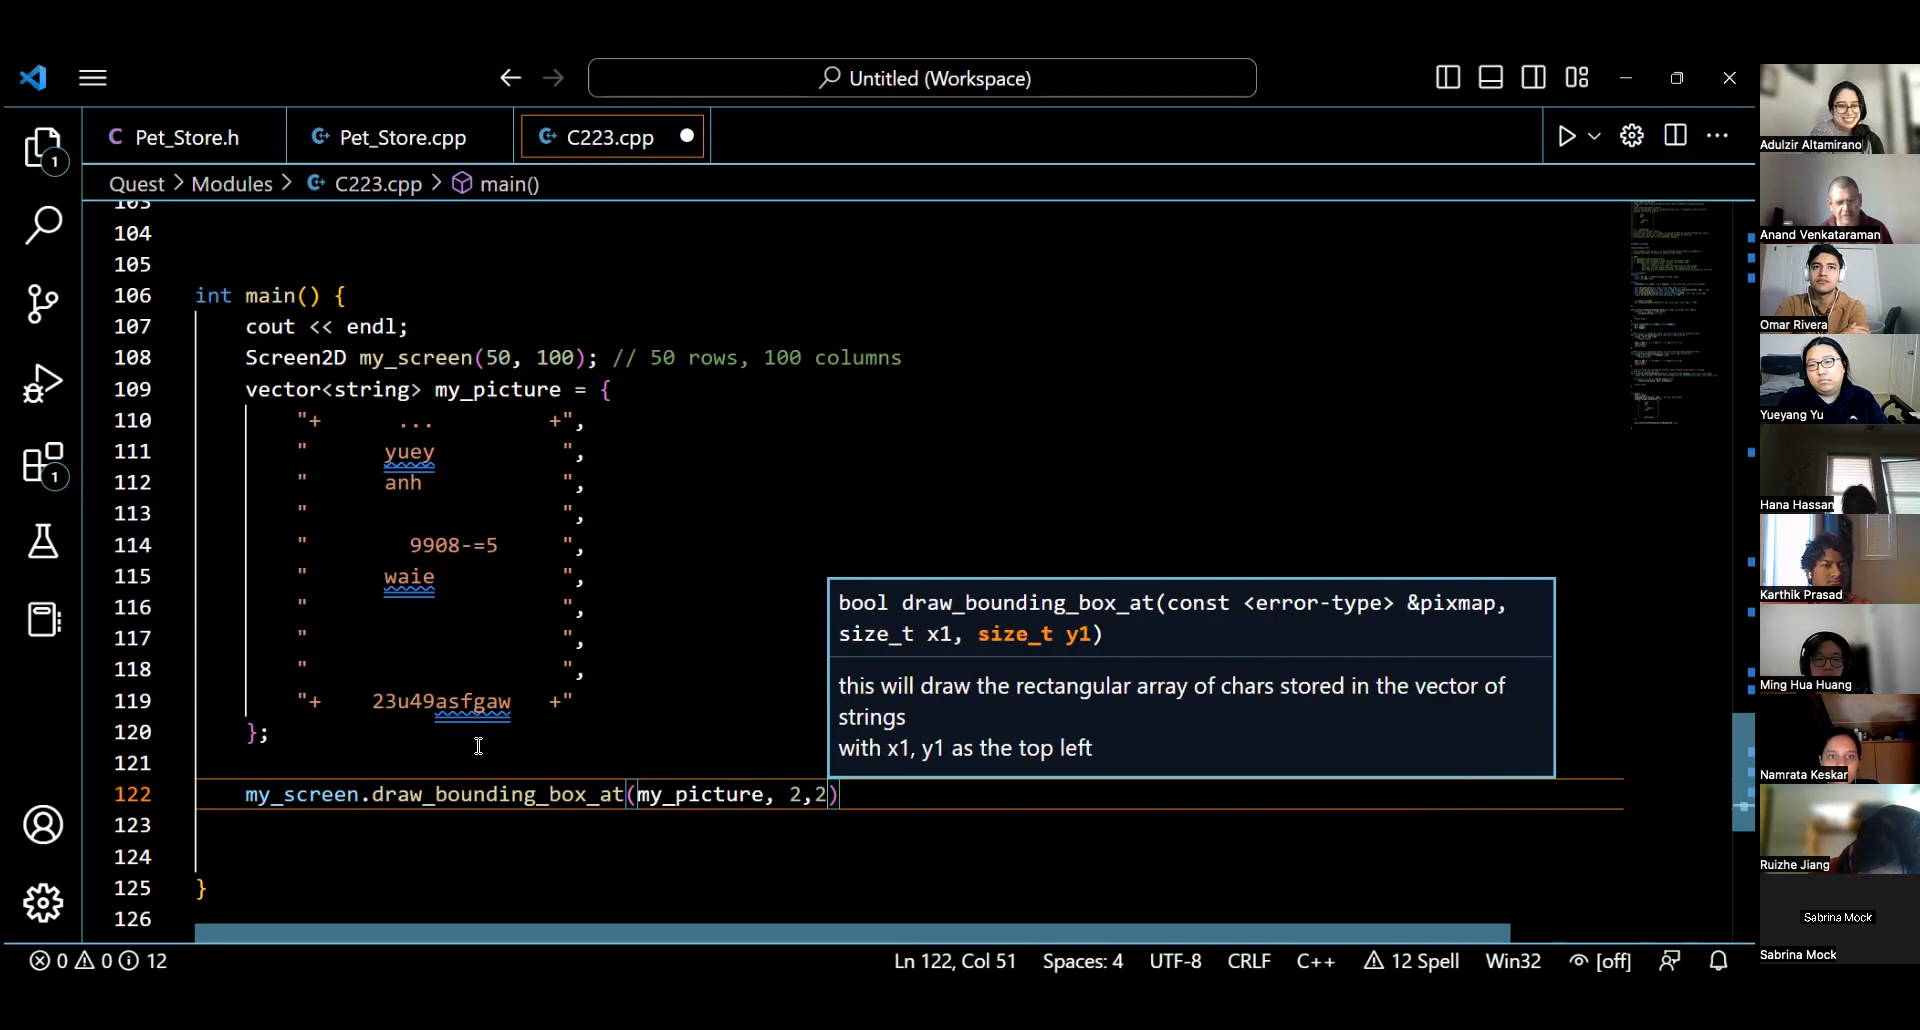 Untitled (Workspace)
Pet_Store.h
Pet_Store.cpp
C223.cpp
Quest > Modules > C223.cpp > main()
103
104
105
106 int main() {
107 cout << endl;
108 Screen2D my_screen(50, 100); // 50 rows, 100 columns
109 vector<string> my_picture = {
110 "+      ...         +",
111 "      yuey          ",
112 "      anh           ",
113 "                    ",
114 "        9908-=5     ",
115 "      waie          ",
116 "                    ",
117 "                    ",
118 "                    ",
119 "+    23u49asfgaw   +"
120 };
121
122 my_screen.draw_bounding_box_at(my_picture, 2,2)
123
124
125 }
126
bool draw_bounding_box_at(const <error-type> &pixmap,
size_t x1, size_t y1)
this will draw the rectangular array of chars stored in the vector of
strings
with x1, y1 as the top left
1
1
0 0 12
Ln 122, Col 51 Spaces: 4 UTF-8 CRLF C++ 12 Spell Win32 [off]
Adulzir Altamirano
Anand Venkataraman
Omar Rivera
Yueyang Yu
Hana Hassan
Karthik Prasad
Ming Hua Huang
Namrata Keskar
Ruizhe Jiang
Sabrina Mock
Sabrina Mock